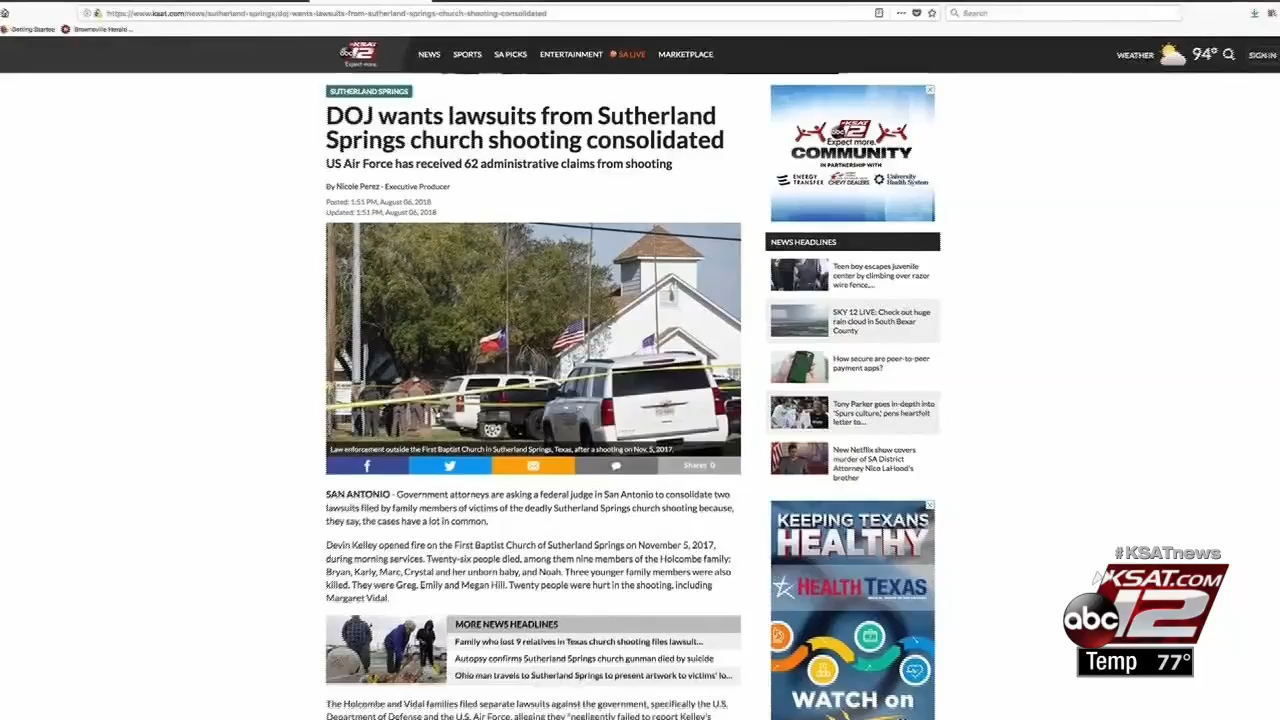 https://www.ksat.com/news/sutherland-springs/doj-wants-lawsuits-from-sutherland-springs-church-shooting-consolidated
Search
Getting Started
Brownsville Herald...
abc KSAT 12
Expect more.
NEWS
SPORTS
SA PICKS
ENTERTAINMENT
SA LIVE
MARKETPLACE
WEATHER
94°
SIGN IN
SUTHERLAND SPRINGS
DOJ wants lawsuits from Sutherland
Springs church shooting consolidated
US Air Force has received 62 administrative claims from shooting
By Nicole Perez - Executive Producer
Posted: 1:51 PM, August 06, 2018
Updated: 1:51 PM, August 06, 2018
Law enforcement outside the First Baptist Church in Sutherland Springs, Texas, after a shooting on Nov. 5, 2017.
Shares 0
SAN ANTONIO - Government attorneys are asking a federal judge in San Antonio to consolidate two
lawsuits filed by family members of victims of the deadly Sutherland Springs church shooting because,
they say, the cases have a lot in common.
Devin Kelley opened fire on the First Baptist Church of Sutherland Springs on November 5, 2017,
during morning services. Twenty-six people died, among them nine members of the Holcombe family:
Bryan, Karly, Marc, Crystal and her unborn baby, and Noah. Three younger family members were also
killed. They were Greg, Emily and Megan Hill. Twenty people were hurt in the shooting, including
Margaret Vidal.
MORE NEWS HEADLINES
Family who lost 9 relatives in Texas church shooting files lawsuit...
Autopsy confirms Sutherland Springs church gunman died by suicide
Ohio man travels to Sutherland Springs to present artwork to victims' lo...
The Holcombe and Vidal families filed separate lawsuits against the government, specifically the U.S.
Department of Defense and the U.S. Air Force, alleging they "negligently failed to report Kelley's
abc KSAT 12
Expect more.
COMMUNITY
IN PARTNERSHIP WITH
ENERGY TRANSFER
CHEVY DEALERS
University Health System
NEWS HEADLINES
Teen boy escapes juvenile
center by climbing over razor
wire fence,...
SKY 12 LIVE: Check out huge
rain cloud in South Bexar
County
How secure are peer-to-peer
payment apps?
Tony Parker goes in-depth into
'Spurs culture,' pens heartfelt
letter to...
New Netflix show covers
murder of SA District
Attorney Nico LaHood's
brother
KEEPING TEXANS
HEALTHY
HEALTH TEXAS
WATCH on
#KSATnews
KSAT.COM
abc 12
Temp 77°